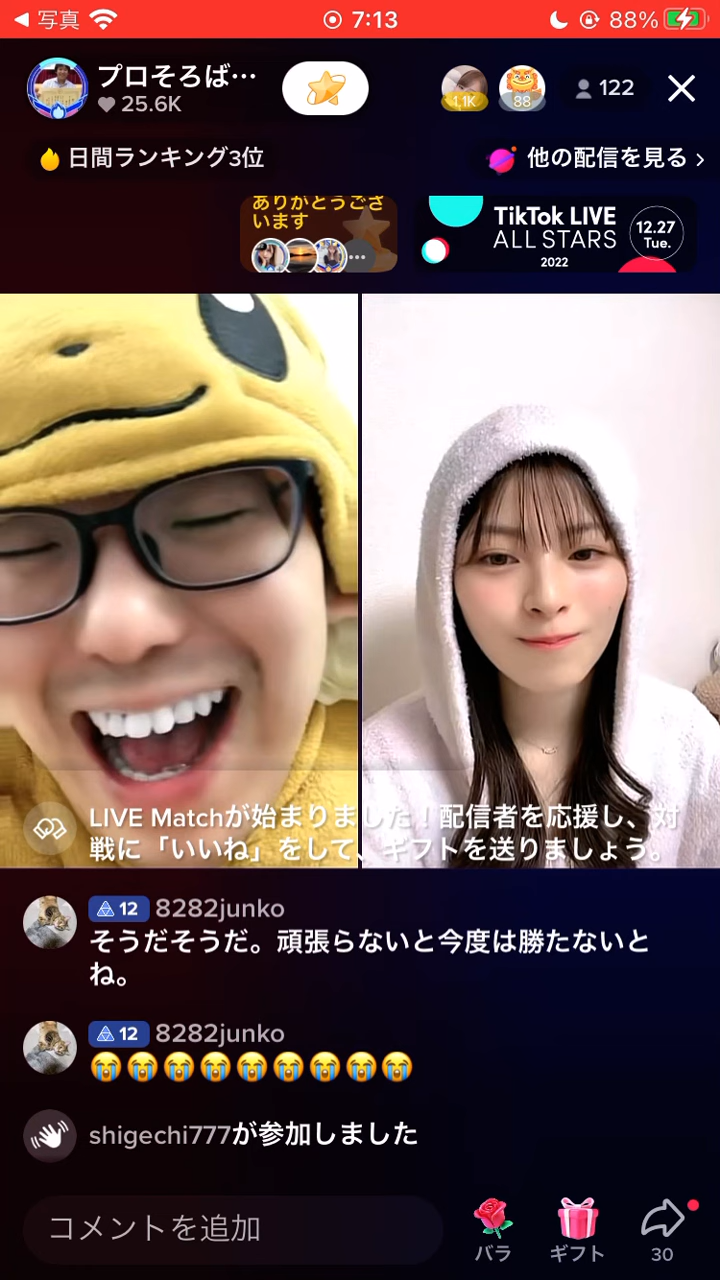 写真
7:13
88%
プロそろば…
25.6K
1.1K
88
122
日間ランキング3位
他の配信を見る
ありがとうござ
います
TikTok LIVE
ALL STARS
2022
12.27
Tue.
LIVE Matchが始まりました!配信者を応援し、対
戦に「いいね」をして、ギフトを送りましょう。
12 8282junko
そうだそうだ。頑張らないと今度は勝たないと
ね。
12 8282junko
😭😭😭😭😭😭😭😭😭
shigechi777が参加しました
コメントを追加
バラ
ギフト
30